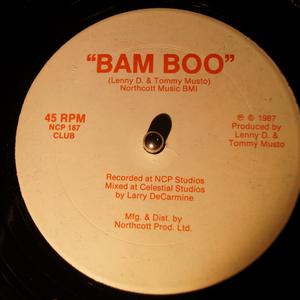 "BAM BOO"
(Lenny D. & Tommy Musto)
Northcott Music BMI
45 RPM
NCP 187
CLUB
℗ © 1987
Produced by
Lenny D. &
Tommy Musto
Recorded at NCP Studios
Mixed at Celestial Studios
by Larry DeCarmine
Mfg. & Dist. by
Northcott Prod. Ltd.